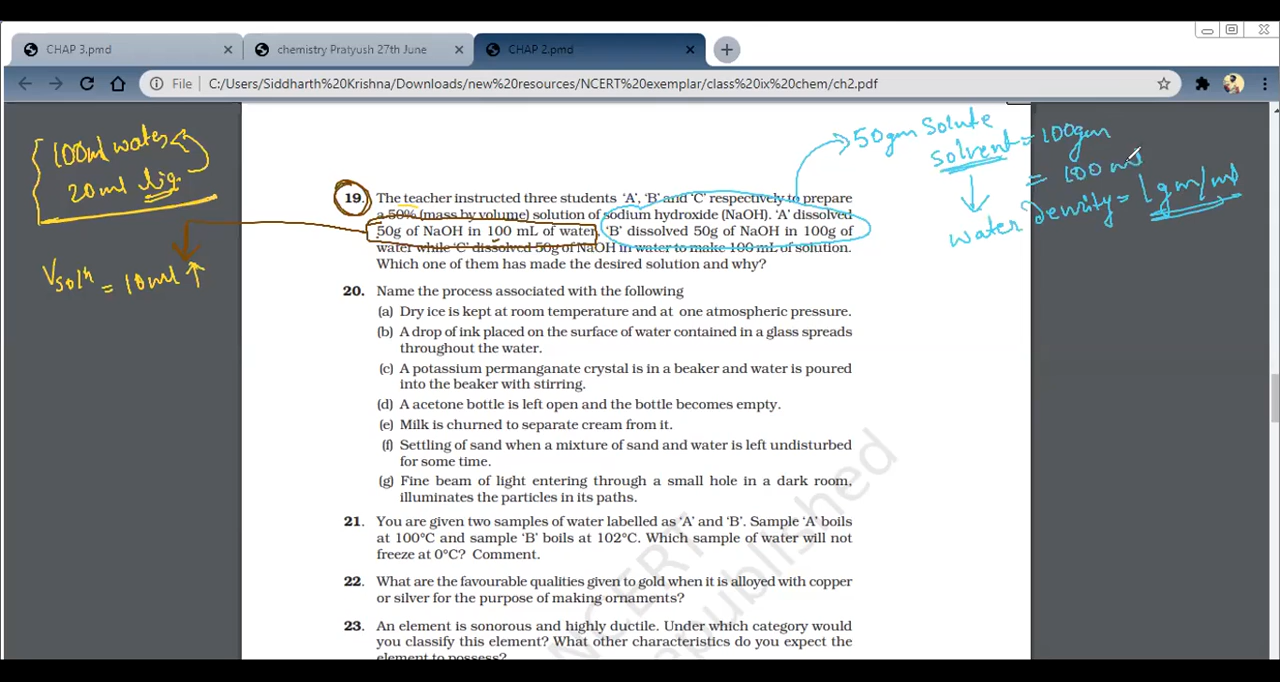 CHAP 3.pmd
chemistry Pratyush 27th June
CHAP 2.pmd
File
C:/Users/Siddharth%20Krishna/Downloads/new%20resources/NCERT%20exemplar/class%20ix%20chem/ch2.pdf
100ml water
20ml liq
Vsolⁿ = 10ml ↑
50gm Solute
solvent = 100gm
= 100 ml
water density = 1gm/ml
19. The teacher instructed three students 'A', 'B' and 'C' respectively to prepare
a 50% (mass by volume) solution of sodium hydroxide (NaOH). 'A' dissolved
50g of NaOH in 100 mL of water, 'B' dissolved 50g of NaOH in 100g of
water while 'C' dissolved 50g of NaOH in water to make 100 mL of solution.
Which one of them has made the desired solution and why?
20. Name the process associated with the following
(a) Dry ice is kept at room temperature and at one atmospheric pressure.
(b) A drop of ink placed on the surface of water contained in a glass spreads
throughout the water.
(c) A potassium permanganate crystal is in a beaker and water is poured
into the beaker with stirring.
(d) A acetone bottle is left open and the bottle becomes empty.
(e) Milk is churned to separate cream from it.
(f) Settling of sand when a mixture of sand and water is left undisturbed
for some time.
(g) Fine beam of light entering through a small hole in a dark room,
illuminates the particles in its paths.
21. You are given two samples of water labelled as 'A' and 'B'. Sample 'A' boils
at 100°C and sample 'B' boils at 102°C. Which sample of water will not
freeze at 0°C? Comment.
22. What are the favourable qualities given to gold when it is alloyed with copper
or silver for the purpose of making ornaments?
23. An element is sonorous and highly ductile. Under which category would
you classify this element? What other characteristics do you expect the
element to possess?
NCERT
republished